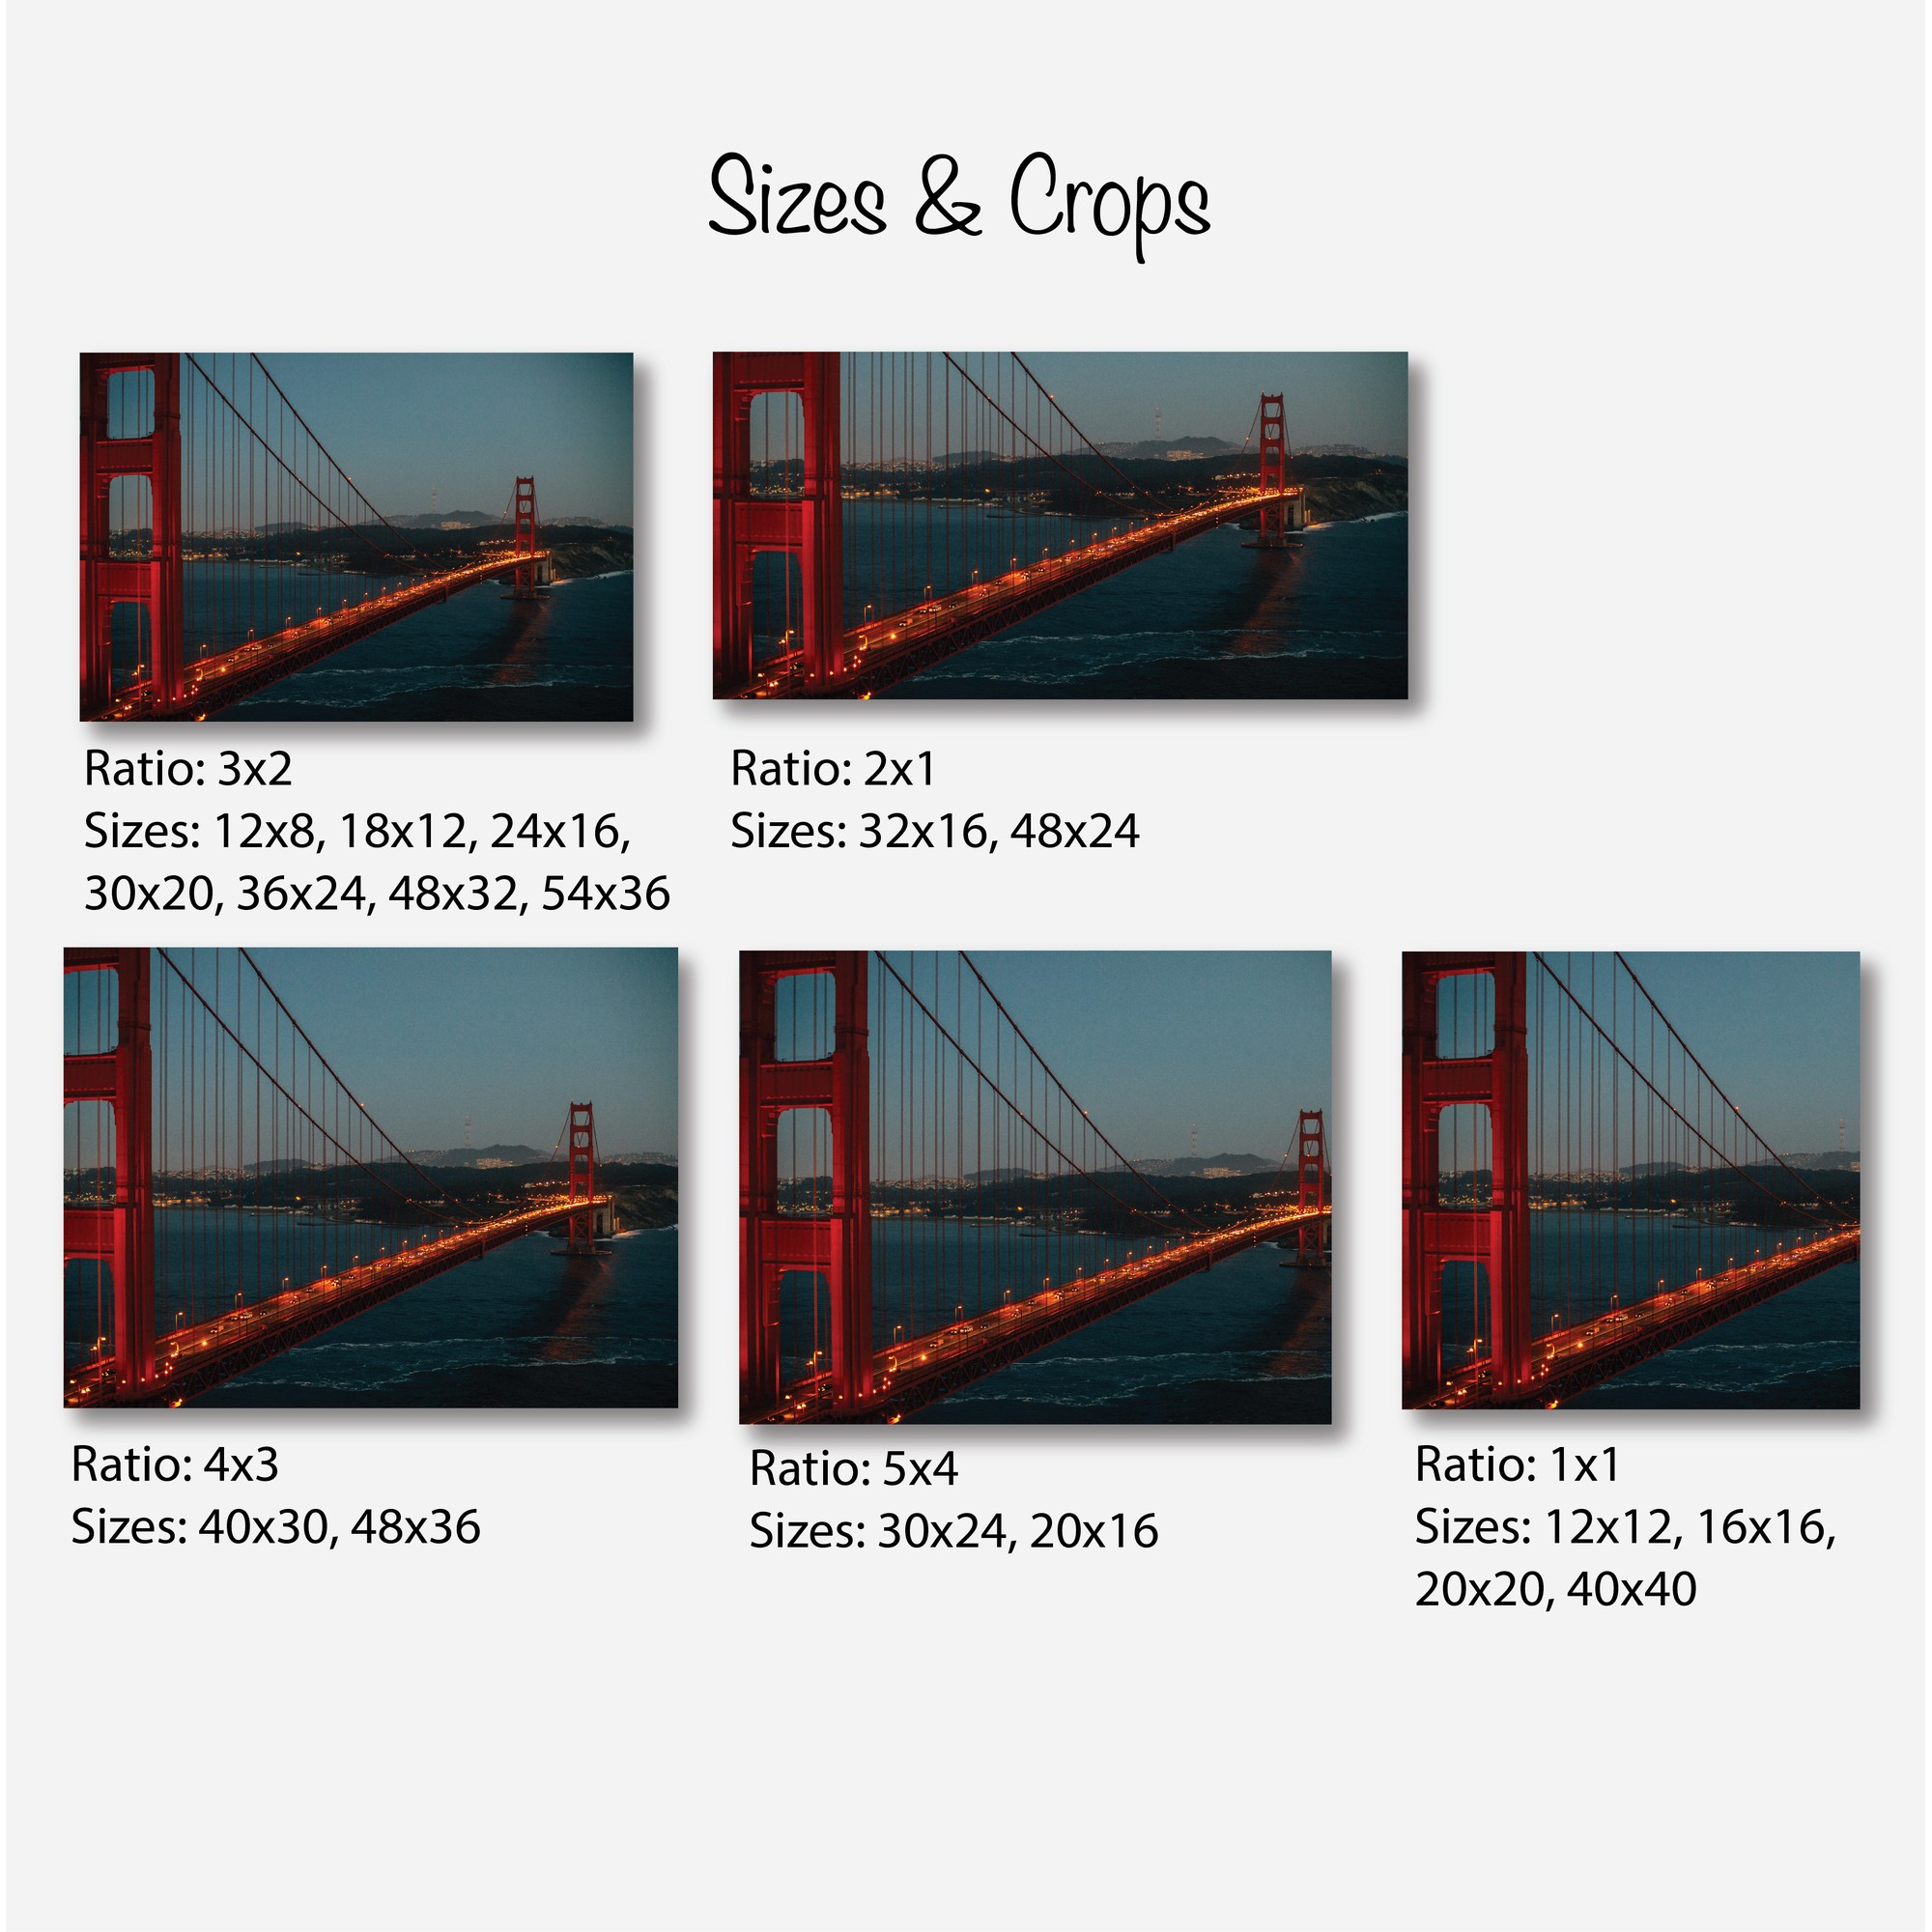 Sizes & Crops
Ratio: 3x2
Sizes: 12x8, 18x12, 24x16,
30x20, 36x24, 48x32, 54x36
Ratio: 2x1
Sizes: 32x16, 48x24
Ratio: 4x3
Sizes: 40x30, 48x36
Ratio: 5x4
Sizes: 30x24, 20x16
Ratio: 1x1
Sizes: 12x12, 16x16,
20x20, 40x40